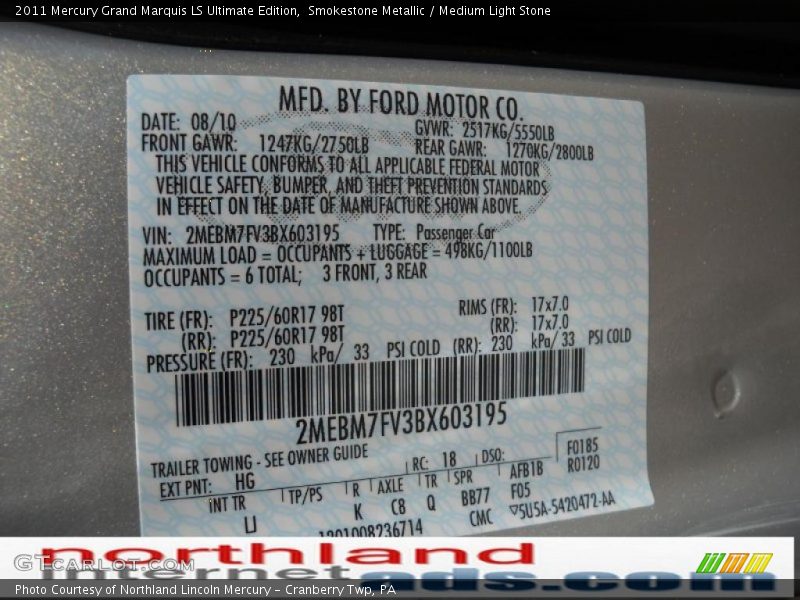 2011 Mercury Grand Marquis LS Ultimate Edition, Smokestone Metallic / Medium Light Stone
MFD. BY FORD MOTOR CO.
DATE: 08/10 GVWR: 2517KG/5550LB
FRONT GAWR: 1247KG/2750LB REAR GAWR: 1270KG/2800LB
THIS VEHICLE CONFORMS TO ALL APPLICABLE FEDERAL MOTOR
VEHICLE SAFETY, BUMPER, AND THEFT PREVENTION STANDARDS
IN EFFECT ON THE DATE OF MANUFACTURE SHOWN ABOVE.
VIN: 2MEBM7FV3BX603195 TYPE: Passenger Car
MAXIMUM LOAD = OCCUPANTS + LUGGAGE = 498KG/1100LB
OCCUPANTS = 6 TOTAL; 3 FRONT, 3 REAR
TIRE (FR): P225/60R17 98T RIMS (FR): 17x7.0
(RR): P225/60R17 98T (RR): 17x7.0
PRESSURE (FR): 230 kPa/ 33 PSI COLD (RR): 230 kPa/ 33 PSI COLD
2MEBM7FV3BX603195
TRAILER TOWING - SEE OWNER GUIDE
EXT PNT: HG RC: 18 DSO: F0185
R0120
INT TR TP/PS R AXLE TR SPR AFB1B
LJ K C8 Q BB77 F05
1201008236714 CMC 5U5A-5420472-AA
northland
Internet ads.com
GTCarLot.com
Photo Courtesy of Northland Lincoln Mercury - Cranberry Twp, PA